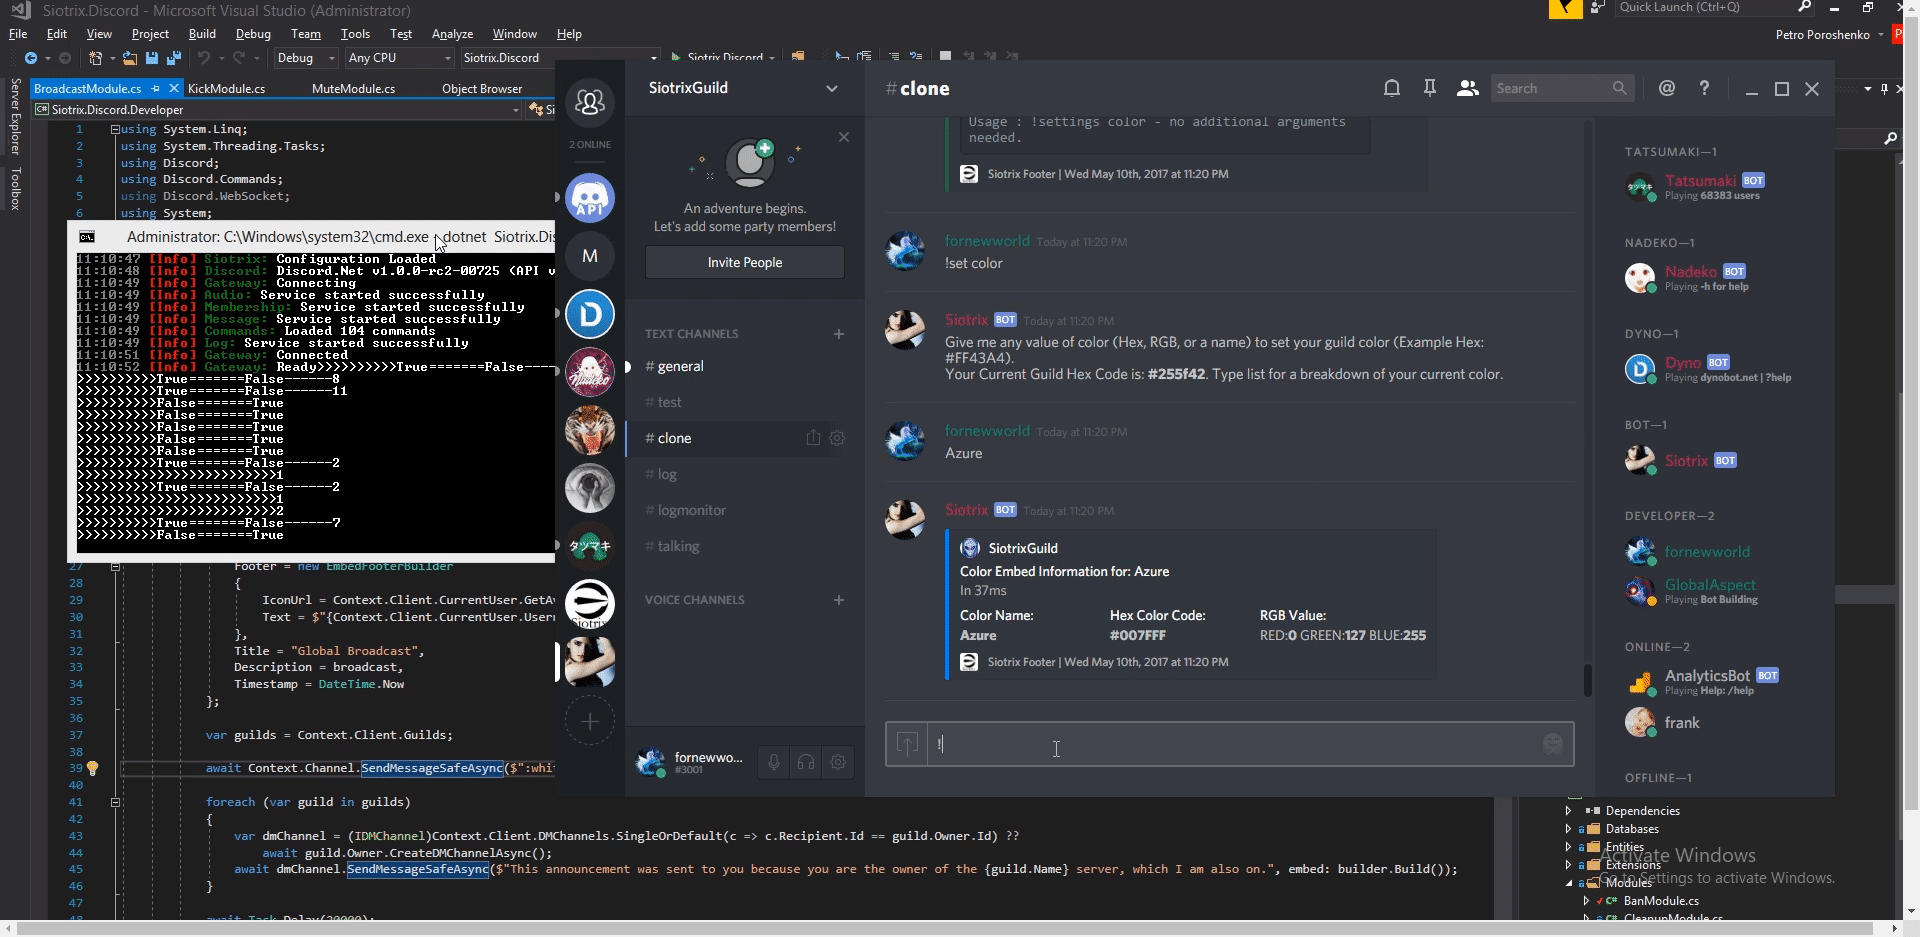 Siotrix.Discord - Microsoft Visual Studio (Administrator)
Quick Launch (Ctrl+Q)
File Edit View Project Build Debug Team Tools Test Analyze Window Help
Petro Poroshenko
Debug Any CPU Siotrix.Discord Siotrix.Discord
Server Explorer
Toolbox
BroadcastModule.cs KickModule.cs MuteModule.cs Object Browser
Siotrix.Discord.Developer
1 using System.Linq;
2 using System.Threading.Tasks;
3 using Discord;
4 using Discord.Commands;
5 using Discord.WebSocket;
6 using System;
Administrator: C:\Windows\system32\cmd.exe - dotnet Siotrix.Dis
11:10:47 [Info] Siotrix: Configuration Loaded
11:10:48 [Info] Discord: Discord.Net v1.0.0-rc2-00725 (API v
11:10:49 [Info] Gateway: Connecting
11:10:49 [Info] Audio: Service started successfully
11:10:49 [Info] Membership: Service started successfully
11:10:49 [Info] Message: Service started successfully
11:10:49 [Info] Commands: Loaded 104 commands
11:10:49 [Info] Log: Service started successfully
11:10:51 [Info] Gateway: Connected
11:10:52 [Info] Gateway: Ready>>>>>>>>>>True=======False----
>>>>>>>>>>True=======False------8
>>>>>>>>>>True=======False------11
>>>>>>>>>>False=======True
>>>>>>>>>>False=======True
>>>>>>>>>>False=======True
>>>>>>>>>>False=======True
>>>>>>>>>>False=======True
>>>>>>>>>>True=======False------2
>>>>>>>>>>>>>>>>>>>>>>>>>1
>>>>>>>>>>True=======False------2
>>>>>>>>>>>>>>>>>>>>>>>>>1
>>>>>>>>>>>>>>>>>>>>>>>>>2
>>>>>>>>>>True=======False------7
>>>>>>>>>>False=======True
27 Footer = new EmbedFooterBuilder
28 {
29 IconUrl = Context.Client.CurrentUser.GetAv
30 Text = $"{Context.Client.CurrentUser.Usern
31 },
32 Title = "Global Broadcast",
33 Description = broadcast,
34 Timestamp = DateTime.Now
35 };
36
37 var guilds = Context.Client.Guilds;
38
39 await Context.Channel.SendMessageSafeAsync($":whi
40
41 foreach (var guild in guilds)
42 {
43 var dmChannel = (IDMChannel)Context.Client.DMChannels.SingleOrDefault(c => c.Recipient.Id == guild.Owner.Id) ??
44 await guild.Owner.CreateDMChannelAsync();
45 await dmChannel.SendMessageSafeAsync($"This announcement was sent to you because you are the owner of the {guild.Name} server, which I am also on.", embed: builder.Build());
46 }
47
48 await Task.Delay(20000);
2 ONLINE
API
M
D
Nadeko
タツマキ
Siotrix
SiotrixGuild
An adventure begins.
Let's add some party members!
Invite People
TEXT CHANNELS
# general
# test
# clone
# log
# logmonitor
# talking
VOICE CHANNELS
fornewwo...
#3001
# clone
Search
Usage : !settings color - no additional arguments
needed.
Siotrix Footer | Wed May 10th, 2017 at 11:20 PM
fornewworld Today at 11:20 PM
!set color
Siotrix BOT Today at 11:20 PM
Give me any value of color (Hex, RGB, or a name) to set your guild color (Example Hex:
#FF43A4).
Your Current Guild Hex Code is: #255f42. Type list for a breakdown of your current color.
fornewworld Today at 11:20 PM
Azure
Siotrix BOT Today at 11:20 PM
SiotrixGuild
Color Embed Information for: Azure
In 37ms
Color Name: Hex Color Code: RGB Value:
Azure #007FFF RED:0 GREEN:127 BLUE:255
Siotrix Footer | Wed May 10th, 2017 at 11:20 PM
!
TATSUMAKI—1
Tatsumaki BOT
Playing 68383 users
NADEKO—1
Nadeko BOT
Playing -h for help
DYNO—1
Dyno BOT
Playing dynobot.net | ?help
BOT—1
Siotrix BOT
DEVELOPER—2
fornewworld
GlobalAspect
Playing Bot Building
ONLINE—2
AnalyticsBot BOT
Playing Help: /help
frank
OFFLINE—1
Dependencies
Databases
Entities
Extensions
Modules
BanModule.cs
CleanupModule.cs
Activate Windows
Go to Settings to activate Windows.